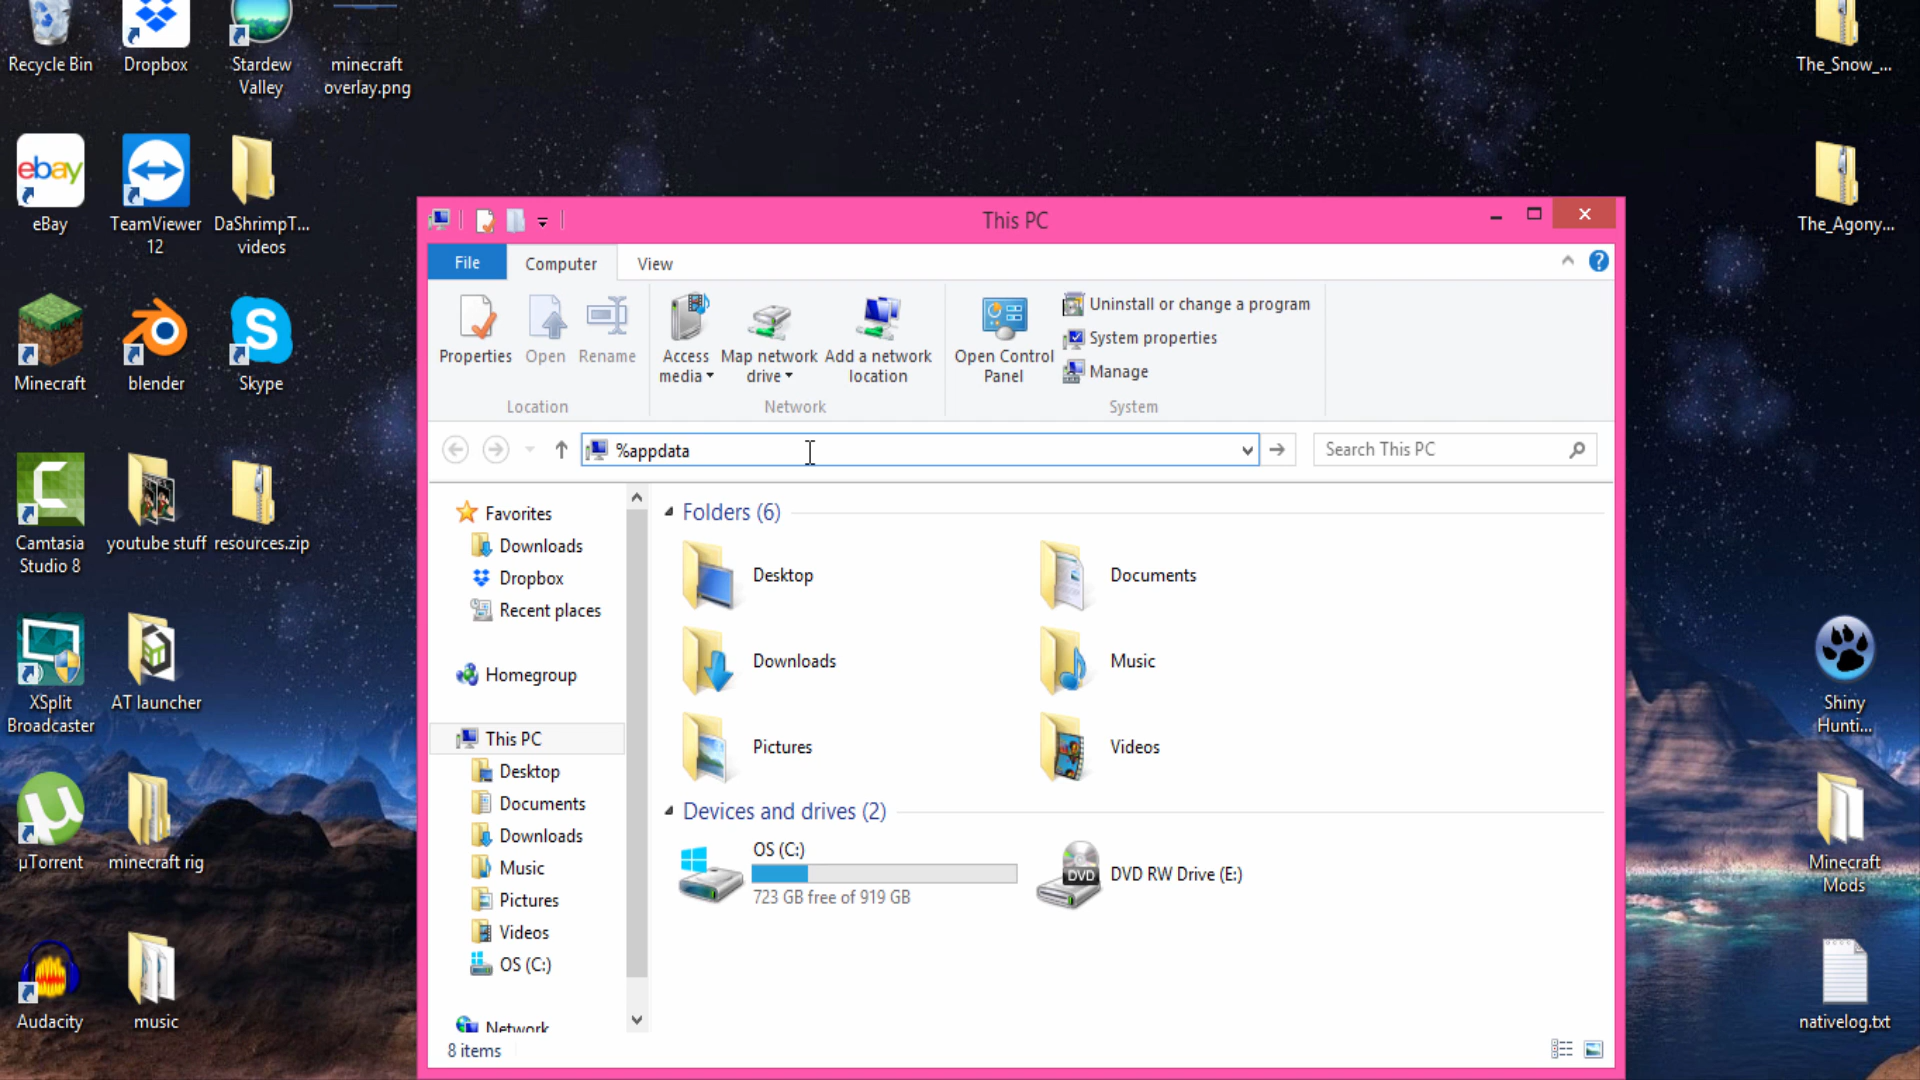 Recycle Bin
Dropbox
Stardew
Valley
minecraft
overlay.png
The_Snow_...
ebay
eBay
TeamViewer
12
DaShrimpT...
videos
The_Agony...
Minecraft
blender
Skype
Camtasia
Studio 8
youtube stuff
resources.zip
XSplit
Broadcaster
AT launcher
Shiny
Hunti...
µTorrent
minecraft rig
Minecraft
Mods
Audacity
music
nativelog.txt
This PC
File
Computer
View
Properties
Open
Rename
Location
Access
media
Map network
drive
Add a network
location
Network
Open Control
Panel
Uninstall or change a program
System properties
Manage
System
%appdata
Search This PC
Favorites
Downloads
Dropbox
Recent places
Homegroup
This PC
Desktop
Documents
Downloads
Music
Pictures
Videos
OS (C:)
Network
Folders (6)
Desktop
Documents
Downloads
Music
Pictures
Videos
Devices and drives (2)
OS (C:)
723 GB free of 919 GB
DVD
DVD RW Drive (E:)
8 items